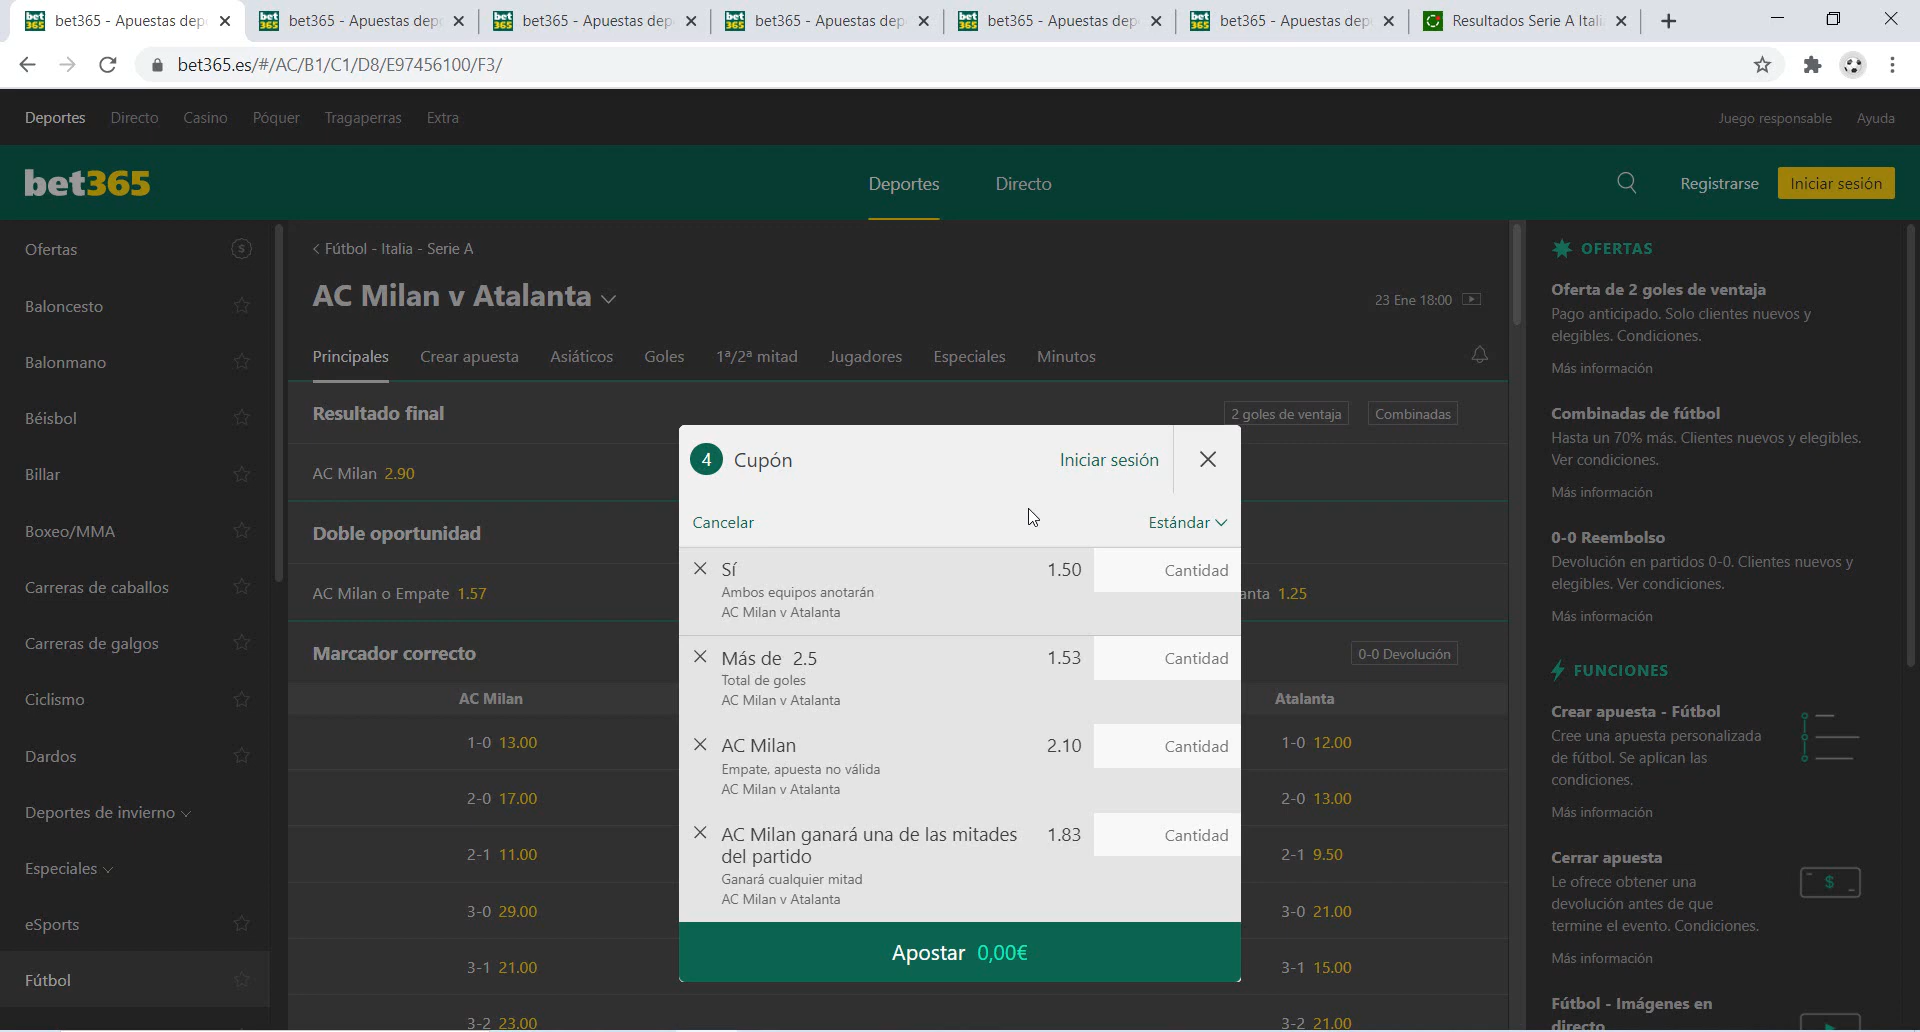 bet365 - Apuestas dep
bet365 - Apuestas dep
bet365 - Apuestas dep
bet365 - Apuestas dep
bet365 - Apuestas dep
bet365 - Apuestas dep
Resultados Serie A Itali
bet365.es/#/AC/B1/C1/D8/E97456100/F3/
Deportes Directo Casino Póquer Tragaperras Extra
Juego responsable Ayuda
bet365
Deportes Directo
Registrarse Iniciar sesión
Ofertas
Baloncesto
Balonmano
Béisbol
Billar
Boxeo/MMA
Carreras de caballos
Carreras de galgos
Ciclismo
Dardos
Deportes de invierno
Especiales
eSports
Fútbol
Fútbol - Italia - Serie A
AC Milan v Atalanta
23 Ene 18:00
Principales Crear apuesta Asiáticos Goles 1ª/2ª mitad Jugadores Especiales Minutos
Resultado final
2 goles de ventaja Combinadas
AC Milan 2.90
Doble oportunidad
AC Milan o Empate 1.57
anta 1.25
Marcador correcto
0-0 Devolución
AC Milan Atalanta
1-0 13.00 1-0 12.00
2-0 17.00 2-0 13.00
2-1 11.00 2-1 9.50
3-0 29.00 3-0 21.00
3-1 21.00 3-1 15.00
3-2 23.00 3-2 21.00
4 Cupón Iniciar sesión
Cancelar Estándar
Sí 1.50 Cantidad
Ambos equipos anotarán
AC Milan v Atalanta
Más de 2.5 1.53 Cantidad
Total de goles
AC Milan v Atalanta
AC Milan 2.10 Cantidad
Empate, apuesta no válida
AC Milan v Atalanta
AC Milan ganará una de las mitades 1.83 Cantidad
del partido
Ganará cualquier mitad
AC Milan v Atalanta
Apostar 0,00€
OFERTAS
Oferta de 2 goles de ventaja
Pago anticipado. Solo clientes nuevos y
elegibles. Condiciones.
Más información
Combinadas de fútbol
Hasta un 70% más. Clientes nuevos y elegibles.
Ver condiciones.
Más información
0-0 Reembolso
Devolución en partidos 0-0. Clientes nuevos y
elegibles. Ver condiciones.
Más información
FUNCIONES
Crear apuesta - Fútbol
Cree una apuesta personalizada
de fútbol. Se aplican las
condiciones.
Más información
Cerrar apuesta
Le ofrece obtener una
devolución antes de que
termine el evento. Condiciones.
Más información
Fútbol - Imágenes en
directo